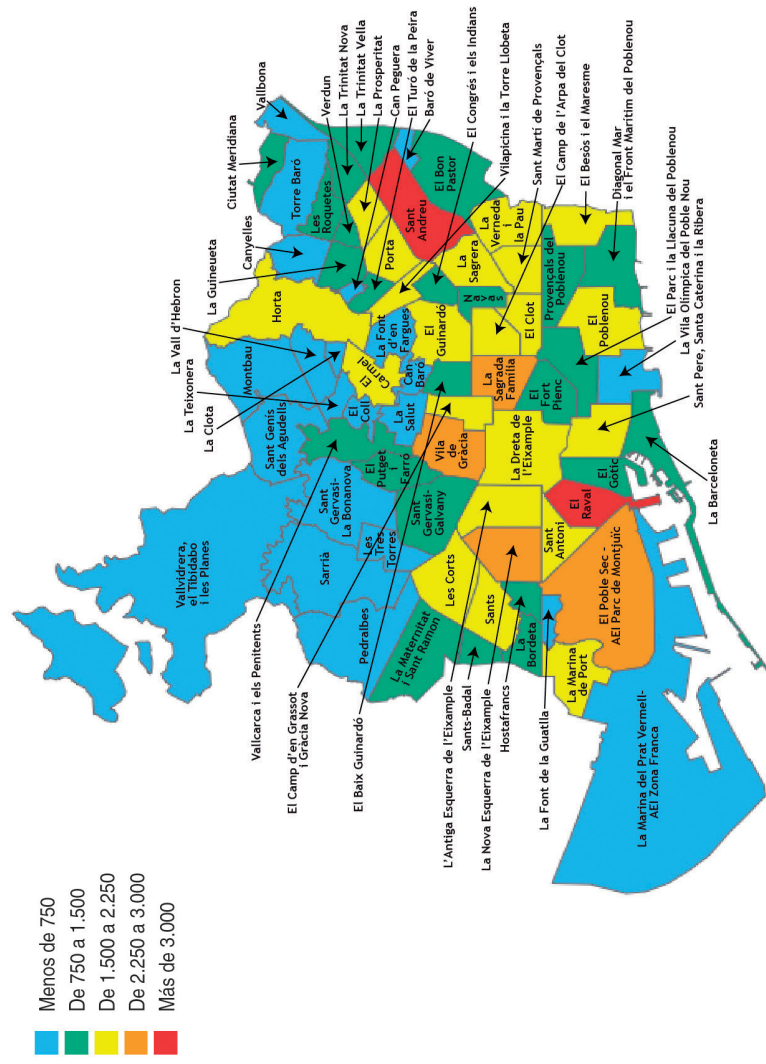 Menos de 750
De 750 a 1.500
De 1.500 a 2.250
De 2.250 a 3.000
Más de 3.000
Ciutat Meridiana
Vallbona
Torre Baró
Canyelles
La Guineueta
Les
Roquetes
Verdun
La Trinitat Nova
La Trinitat Vella
La Prosperitat
Can Peguera
El Turó de la Peira
Baró de Viver
El Congrés i els Indians
Vilapicina i la Torre Llobeta
Sant Martí de Provençals
El Camp de l'Arpa del Clot
El Besòs i el Maresme
Diagonal Mar
i el Front Marítim del Poblenou
El Parc i la Llacuna del Poblenou
La Vila Olímpica del Poble Nou
Sant Pere, Santa Caterina i la Ribera
La Barceloneta
Horta
La Vall d'Hebron
La Teixonera
La Clota
Montbau
Sant Genís
dels Agudells
Porta
Sant
Andreu
El Bon
Pastor
La Font
d'en
Fargues
El
Carmel
Can
Baró
El Coll
La
Salut
El
Guinardó
La
Sagrera
La
Verneda
i
la Pau
Navas
Provençals del
Poblenou
El Clot
El
Poblenou
La
Sagrada
Família
El
Fort
Pienc
Vallvidrera,
el Tibidabo
i les Planes
Sant
Gervasi-
La Bonanova
El
Putget
i
Farró
Sarrià
Les
Tres
Torres
Sant
Gervasi-
Galvany
Vila
de
Gràcia
La Dreta de
l'Eixample
El
Gòtic
El
Raval
Sant
Antoni
Pedralbes
Les Corts
La Maternitat
i Sant Ramon
Sants
La
Bordeta
El Poble Sec -
AEI Parc de Montjuïc
La Marina
de Port
Vallcarca i els Penitents
El Camp d'en Grassot
i Gràcia Nova
El Baix Guinardó
L'Antiga Esquerra de l'Eixample
Sants-Badal
La Nova Esquerra de l'Eixample
Hostafrancs
La Font de la Guatlla
La Marina del Prat Vermell-
AEI Zona Franca